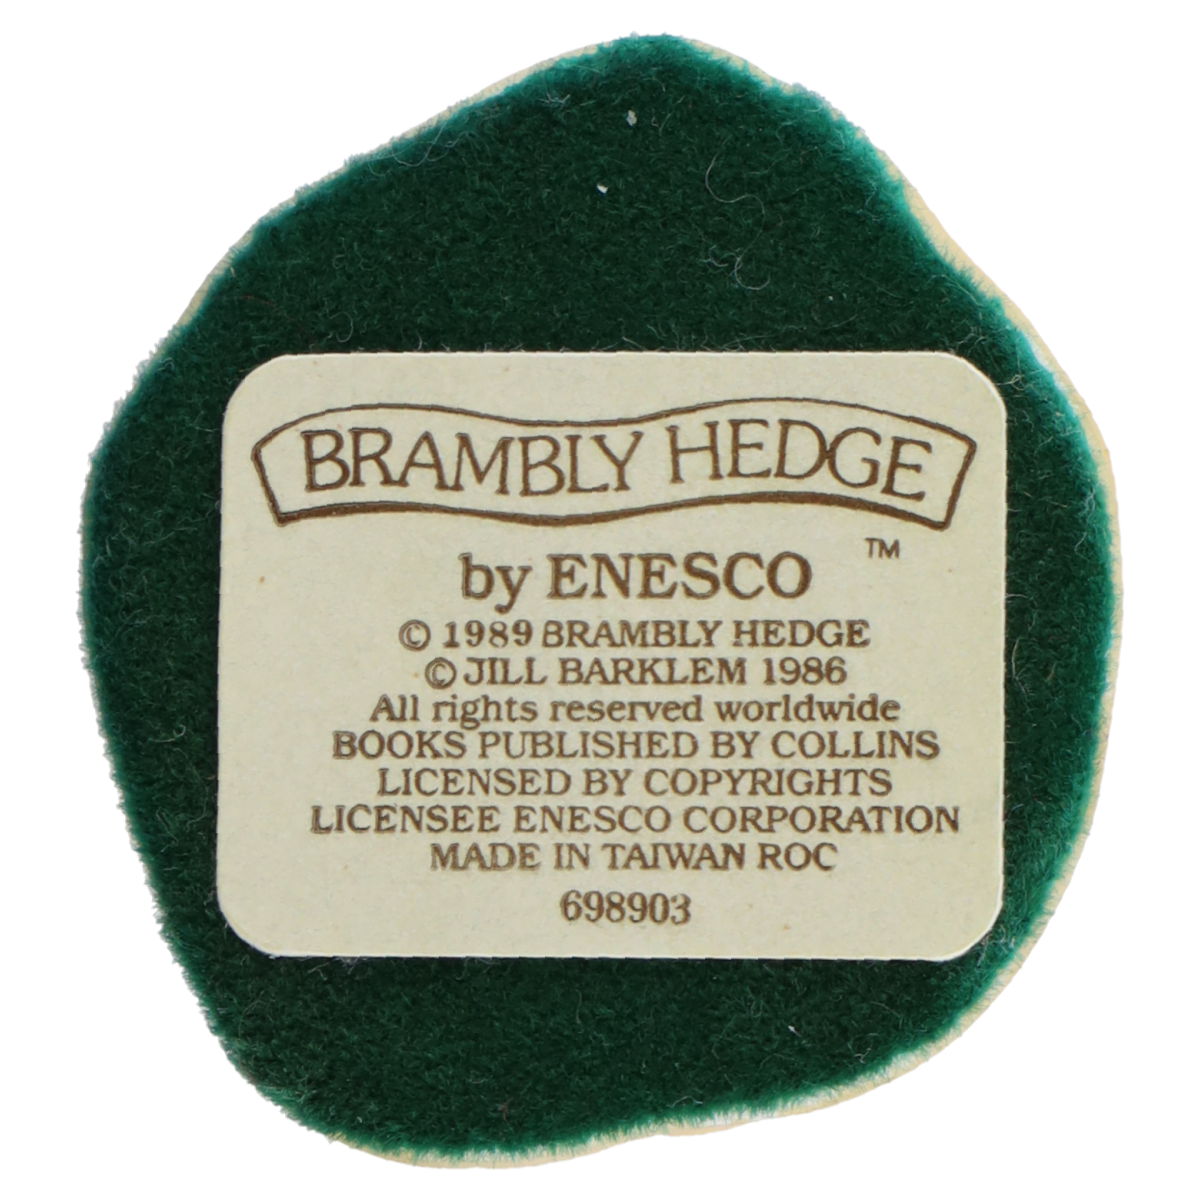 BRAMBLY HEDGE
™
by ENESCO
© 1989 BRAMBLY HEDGE
© JILL BARKLEM 1986
All rights reserved worldwide
BOOKS PUBLISHED BY COLLINS
LICENSED BY COPYRIGHTS
LICENSEE ENESCO CORPORATION
MADE IN TAIWAN ROC
698903